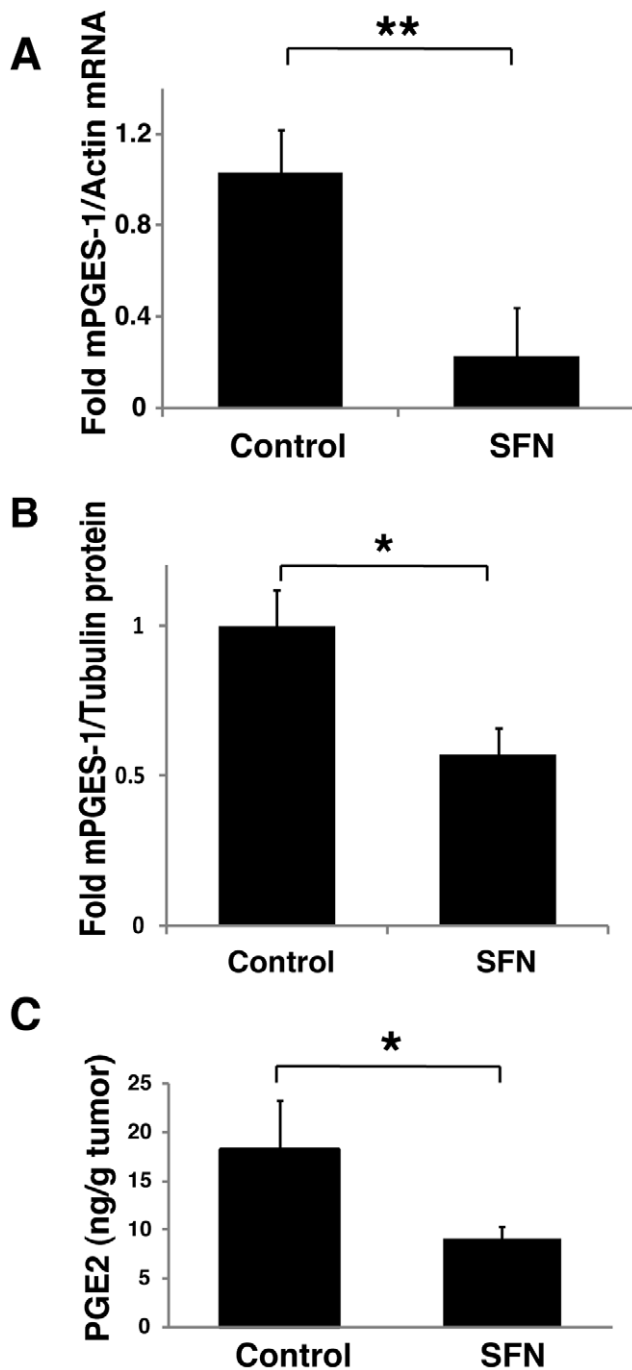 A
**
Fold mPGES-1/Actin mRNA
1.2
0.8
0.4
0
Control SFN
B
*
Fold mPGES-1/Tubulin protein
1
0.5
0
Control SFN
C
*
PGE2 (ng/g tumor)
25
20
15
10
5
0
Control SFN